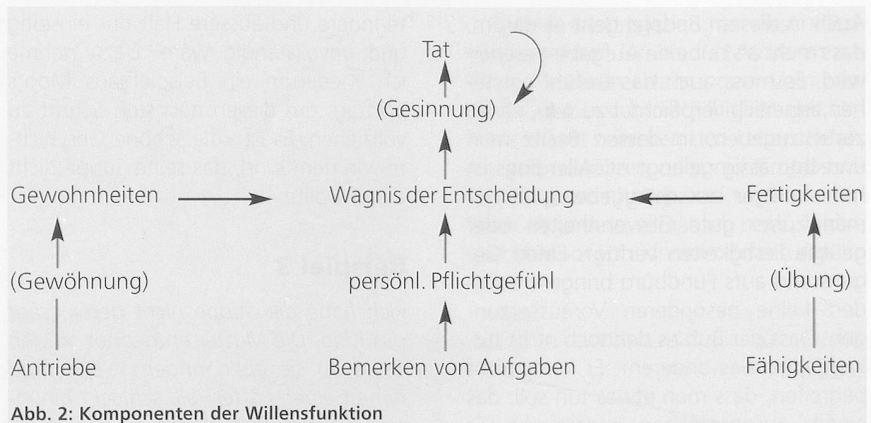 Tat
(Gesinnung)
Gewohnheiten Wagnis der Entscheidung Fertigkeiten
(Gewöhnung) persönl. Pflichtgefühl (Übung)
Antriebe Bemerken von Aufgaben Fähigkeiten
Abb. 2: Komponenten der Willensfunktion